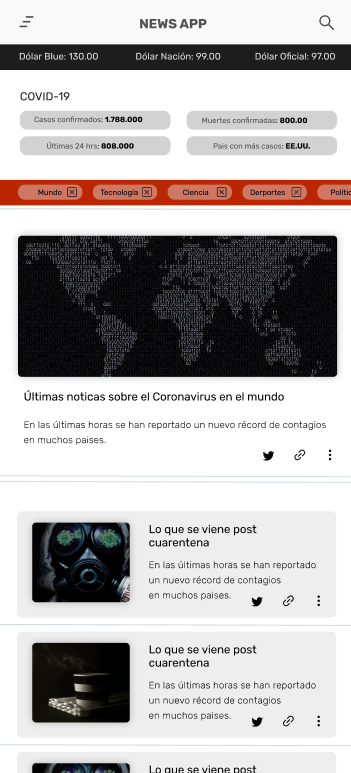 NEWS APP
Dólar Blue: 130.00 Dólar Nación: 99.00 Dólar Oficial: 97.00
COVID-19
Casos confirmados: 1.788.000 Muertes confirmadas: 800.00
Últimas 24 hrs: 808.000 Pais con más casos: EE.UU.
Mundo Tecnología Ciencia Derportes Polític
Últimas noticas sobre el Coronavirus en el mundo
En las últimas horas se han reportado un nuevo récord de contagios
en muchos paises.
Lo que se viene post
cuarentena
En las últimas horas se han reportado
un nuevo récord de contagios
en muchos paises.
Lo que se viene post
cuarentena
En las últimas horas se han reportado
un nuevo récord de contagios
en muchos paises.
Lo que se viene post